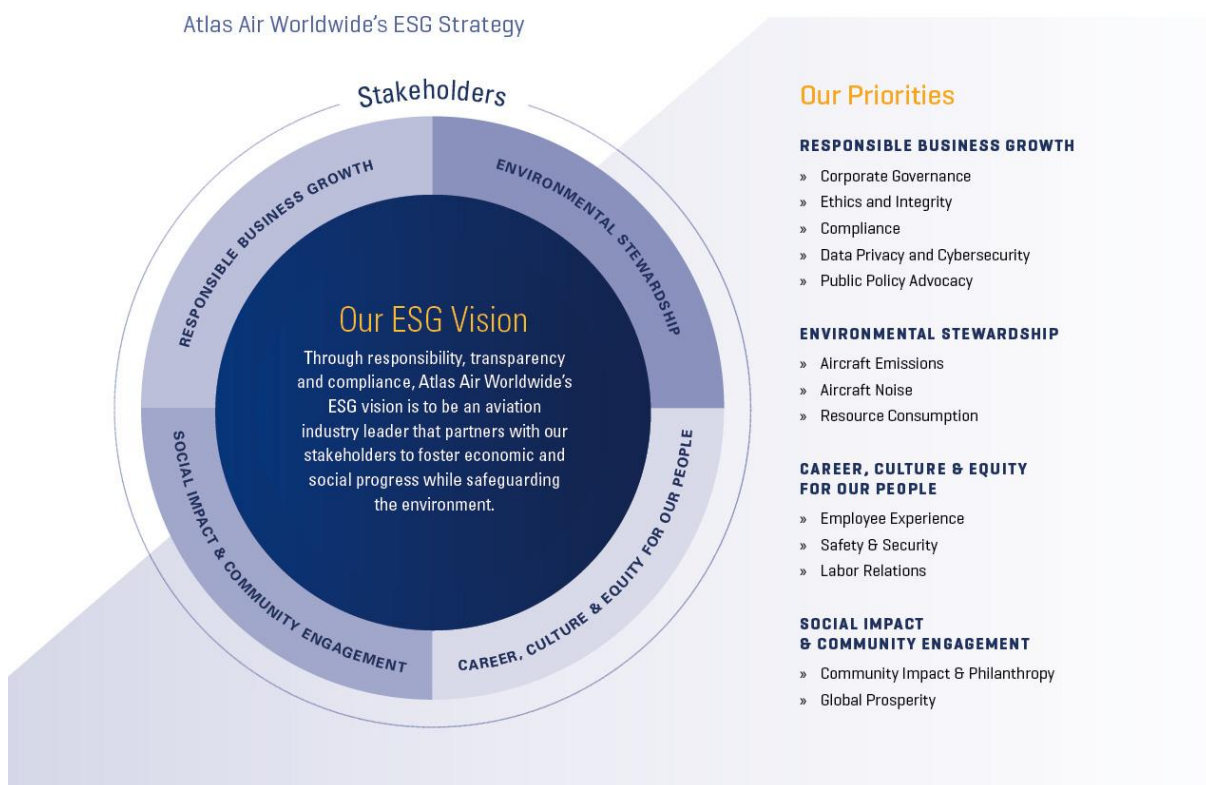 Atlas Air Worldwide’s ESG Strategy
Stakeholders
RESPONSIBLE BUSINESS GROWTH
ENVIRONMENTAL STEWARDSHIP
SOCIAL IMPACT & COMMUNITY ENGAGEMENT
CAREER, CULTURE & EQUITY FOR OUR PEOPLE
Our ESG Vision
Through responsibility, transparency
and compliance, Atlas Air Worldwide’s
ESG vision is to be an aviation
industry leader that partners with our
stakeholders to foster economic and
social progress while safeguarding
the environment.
Our Priorities
RESPONSIBLE BUSINESS GROWTH
» Corporate Governance
» Ethics and Integrity
» Compliance
» Data Privacy and Cybersecurity
» Public Policy Advocacy
ENVIRONMENTAL STEWARDSHIP
» Aircraft Emissions
» Aircraft Noise
» Resource Consumption
CAREER, CULTURE & EQUITY
FOR OUR PEOPLE
» Employee Experience
» Safety & Security
» Labor Relations
SOCIAL IMPACT
& COMMUNITY ENGAGEMENT
» Community Impact & Philanthropy
» Global Prosperity